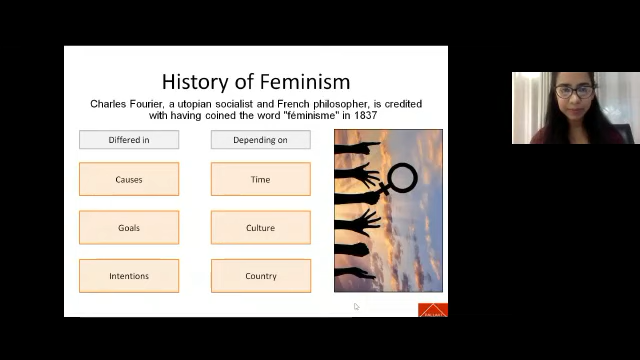 History of Feminism
Charles Fourier, a utopian socialist and French philosopher, is credited
with having coined the word "féminisme" in 1837
Differed in
Depending on
Causes
Time
Goals
Culture
Intentions
Country